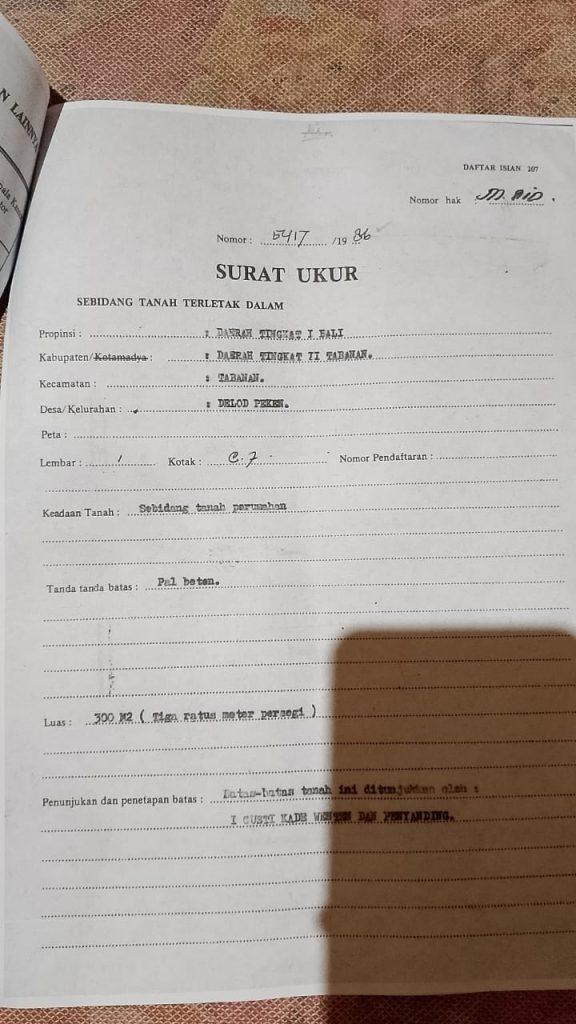 N LAINNYA
DAFTAR ISIAN 207
Nomor hak
Nomor : 5417 /19 86
SURAT UKUR
SEBIDANG TANAH TERLETAK DALAM
Propinsi : : DAERAH TINGKAT I BALI
Kabupaten/Kotamadya : : DAERAH TINGKAT II TABANAN.
Kecamatan : : TABANAN.
Desa/Kelurahan : : DELOD PEKEN.
Peta :
Lembar : 1 Kotak : C.7 Nomor Pendaftaran :
Keadaan Tanah : Sebidang tanah perumahan
Tanda tanda batas : Pal beton.
Luas : 300 M2 ( Tiga ratus meter persegi )
Penunjukan dan penetapan batas : Batas-batas tanah ini ditunjukkan oleh :
I GUSTI KADE WENTEN DAN PENYANDING.